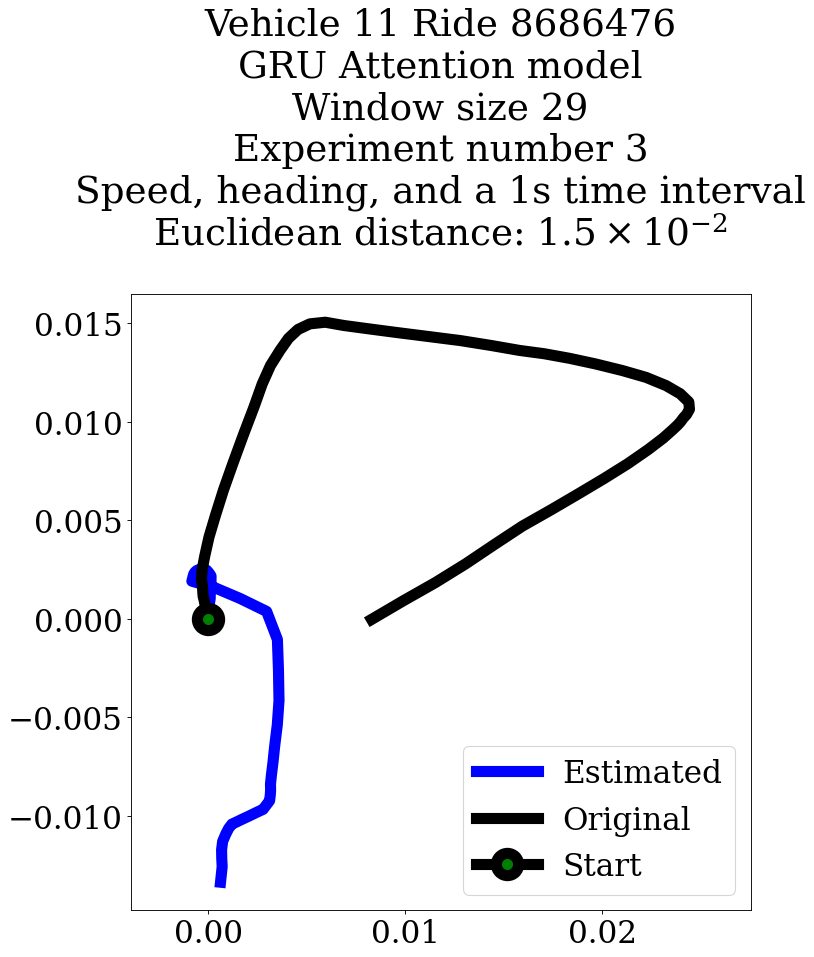 Vehicle 11 Ride 8686476
GRU Attention model
Window size 29
Experiment number 3
Speed, heading, and a 1s time interval
Euclidean distance: 1.5 × 10⁻²
0.015
0.010
0.005
0.000
−0.005
−0.010
Estimated
Original
Start
0.00 0.01 0.02